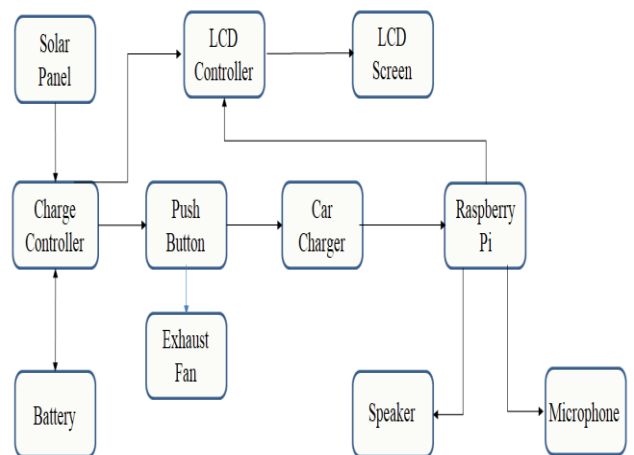 Solar
Panel
LCD
Controller
LCD
Screen
Charge
Controller
Push
Button
Car
Charger
Raspberry
Pi
Exhaust
Fan
Battery
Speaker
Microphone